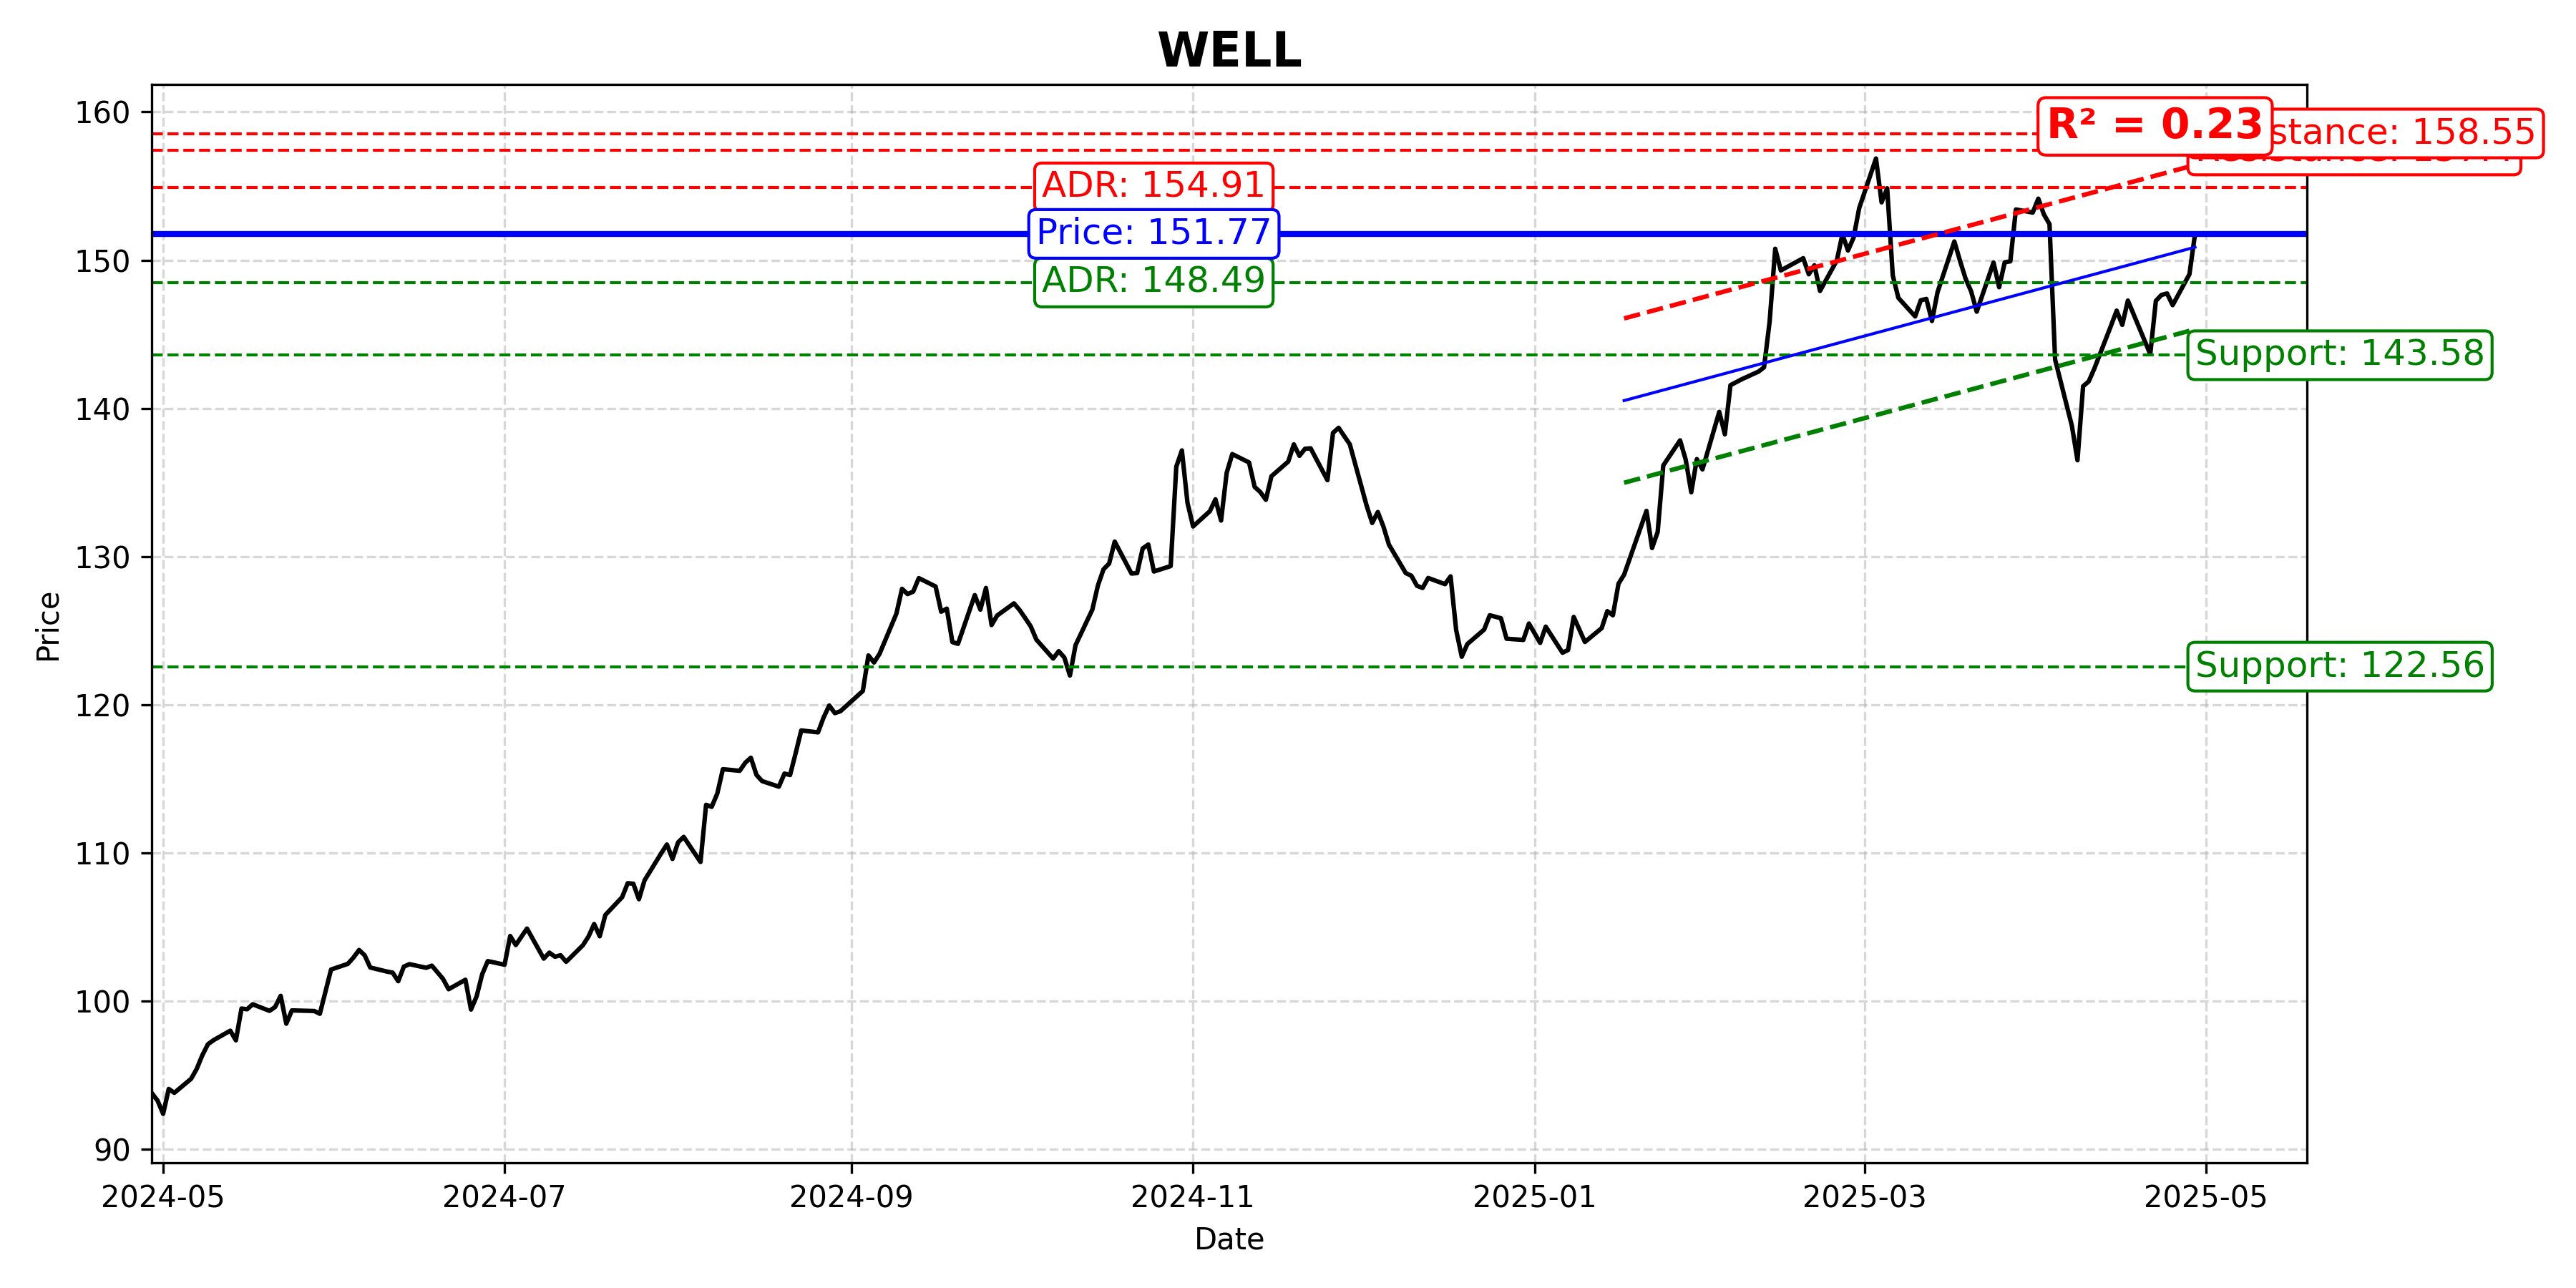 WELL
160
150
140
130
120
110
100
90
Price
R² = 0.23
stance: 158.55
ADR: 154.91
Price: 151.77
ADR: 148.49
Support: 143.58
Support: 122.56
2024-05
2024-07
2024-09
2024-11
2025-01
2025-03
2025-05
Date